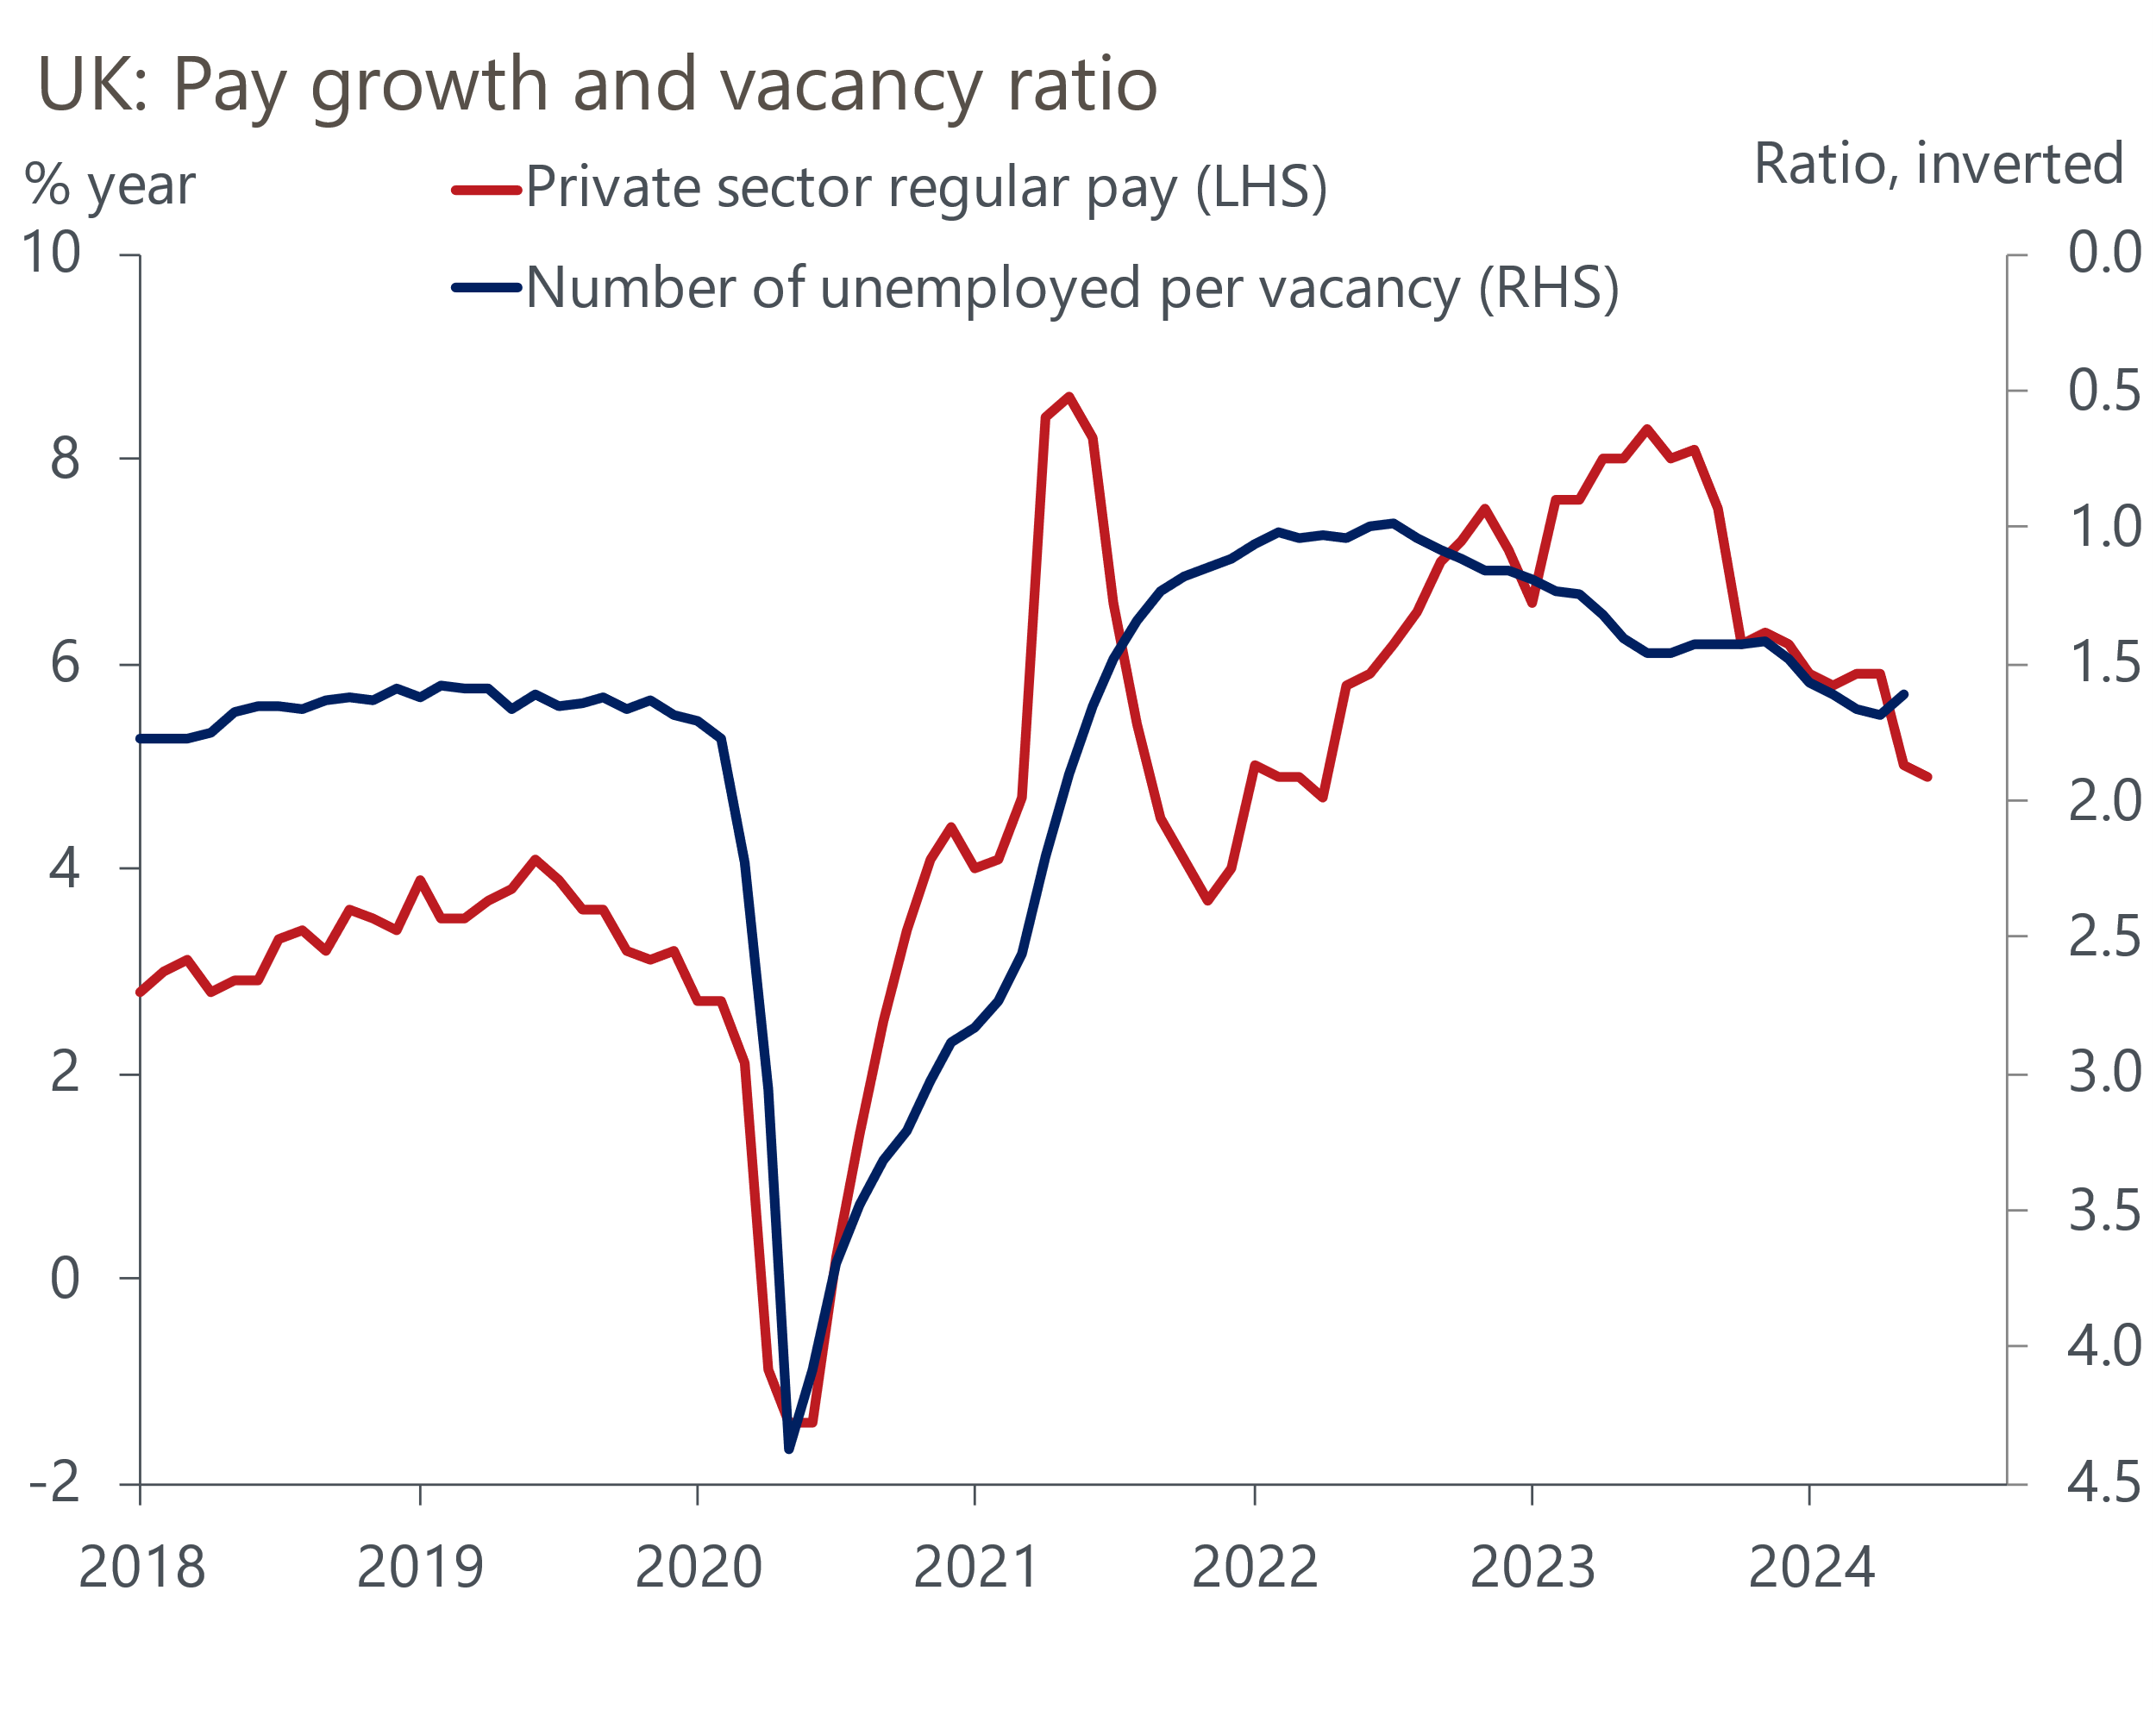 UK: Pay growth and vacancy ratio
% year
Private sector regular pay (LHS)
Ratio, inverted
Number of unemployed per vacancy (RHS)
10
8
6
4
2
0
-2
0.0
0.5
1.0
1.5
2.0
2.5
3.0
3.5
4.0
4.5
2018 2019 2020 2021 2022 2023 2024